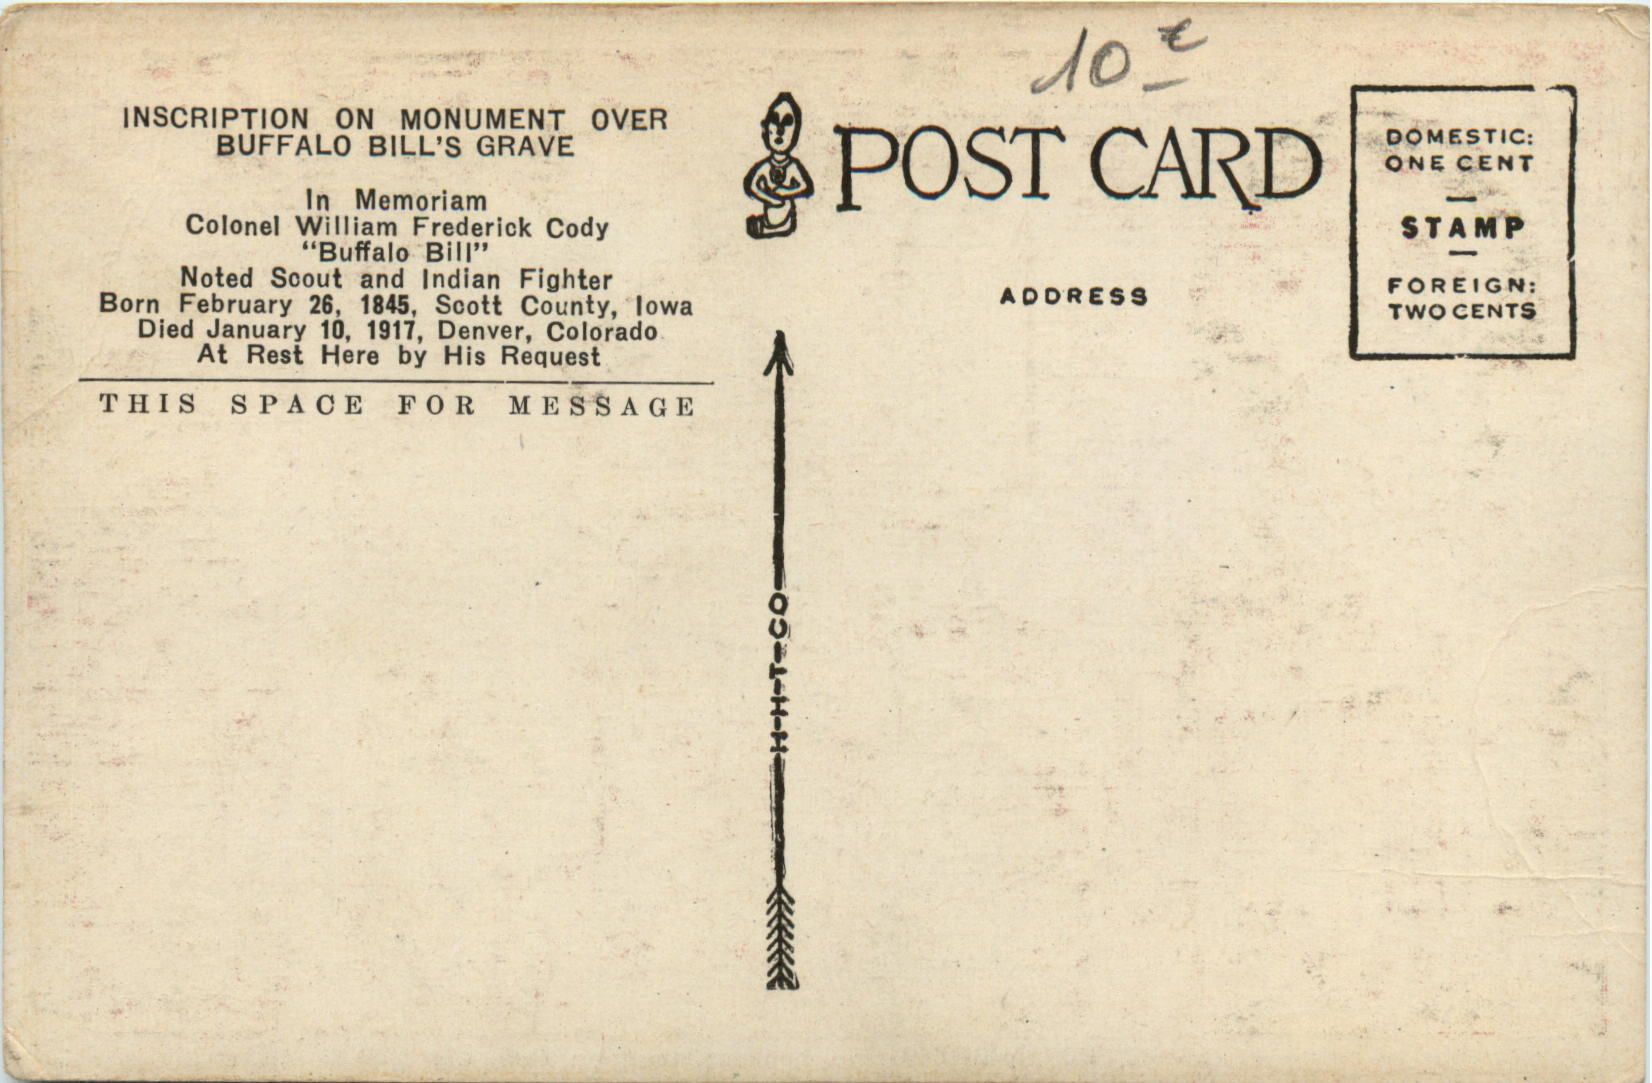 10¢
INSCRIPTION ON MONUMENT OVER
BUFFALO BILL'S GRAVE
In Memoriam
Colonel William Frederick Cody
"Buffalo Bill"
Noted Scout and Indian Fighter
Born February 26, 1845, Scott County, Iowa
Died January 10, 1917, Denver, Colorado
At Rest Here by His Request
THIS SPACE FOR MESSAGE
H-H-T-CO
POST CARD
ADDRESS
DOMESTIC:
ONE CENT
STAMP
FOREIGN:
TWO CENTS